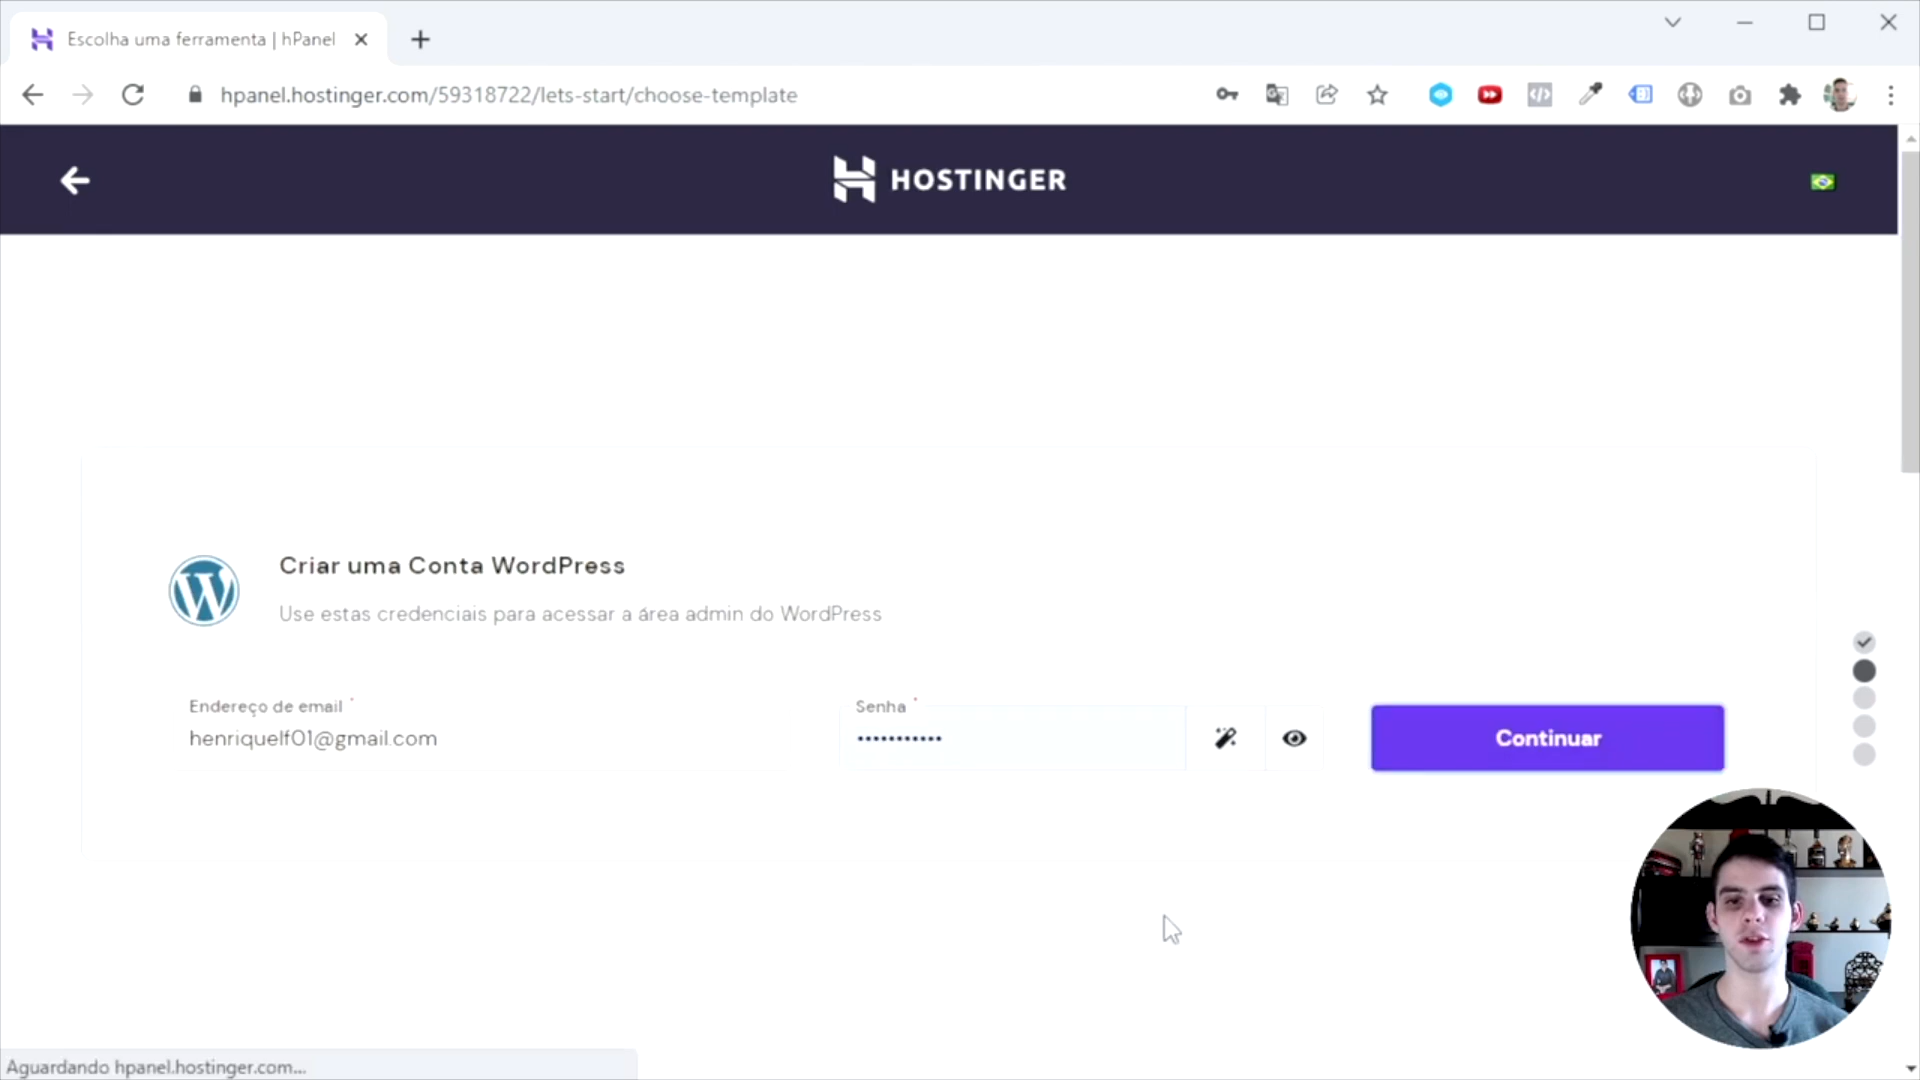 Escolha uma ferramenta | hPanel
hpanel.hostinger.com/59318722/lets-start/choose-template
HOSTINGER
Criar uma Conta WordPress
Use estas credenciais para acessar a área admin do WordPress
Endereço de email *
Senha *
henriquelf01@gmail.com
•••••••••••
Continuar
Aguardando hpanel.hostinger.com...